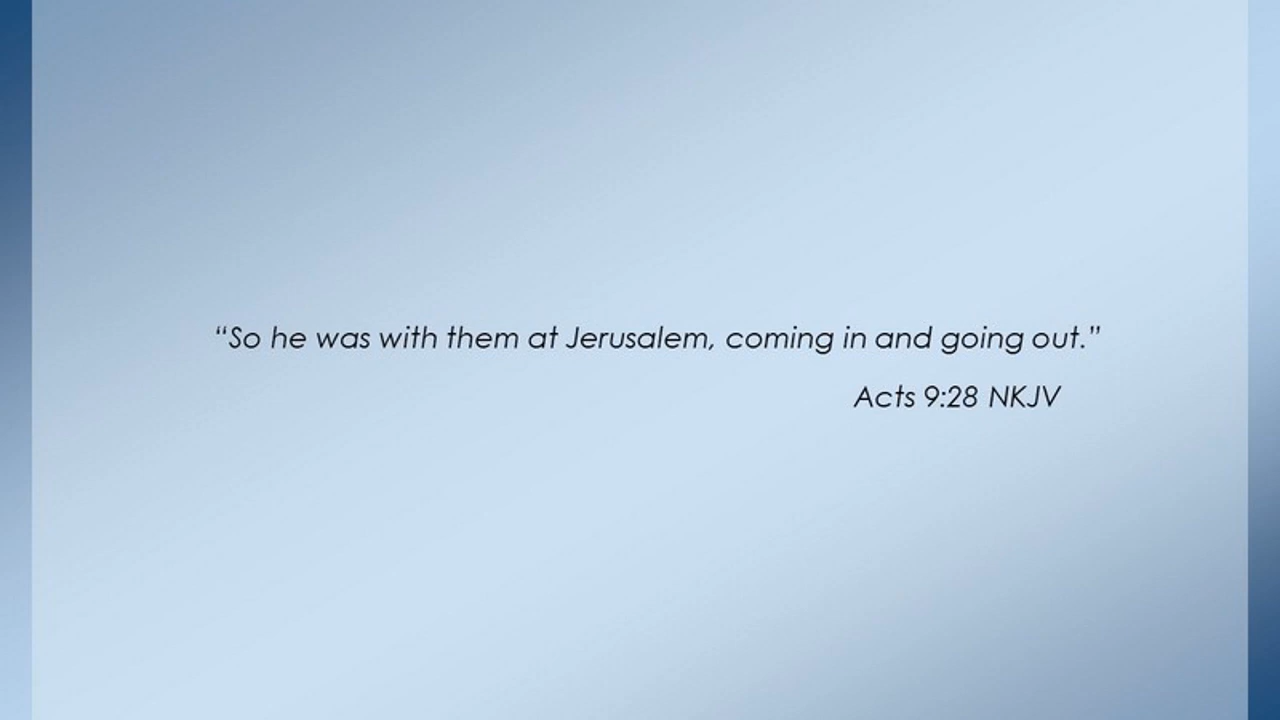 “So he was with them at Jerusalem, coming in and going out.”
Acts 9:28 NKJV